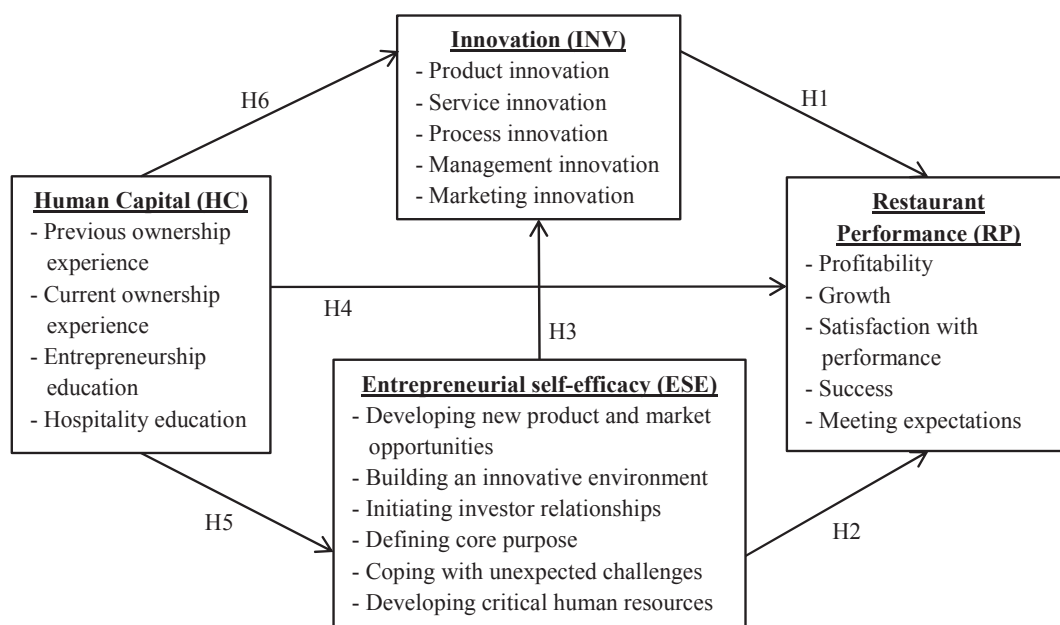 Innovation (INV)
- Product innovation
- Service innovation
- Process innovation
- Management innovation
- Marketing innovation
H6
H1
Human Capital (HC)
- Previous ownership
experience
- Current ownership
experience
- Entrepreneurship
education
- Hospitality education
Restaurant
Performance (RP)
- Profitability
- Growth
- Satisfaction with
performance
- Success
- Meeting expectations
H4
H3
Entrepreneurial self-efficacy (ESE)
- Developing new product and market
opportunities
- Building an innovative environment
- Initiating investor relationships
- Defining core purpose
- Coping with unexpected challenges
- Developing critical human resources
H5
H2